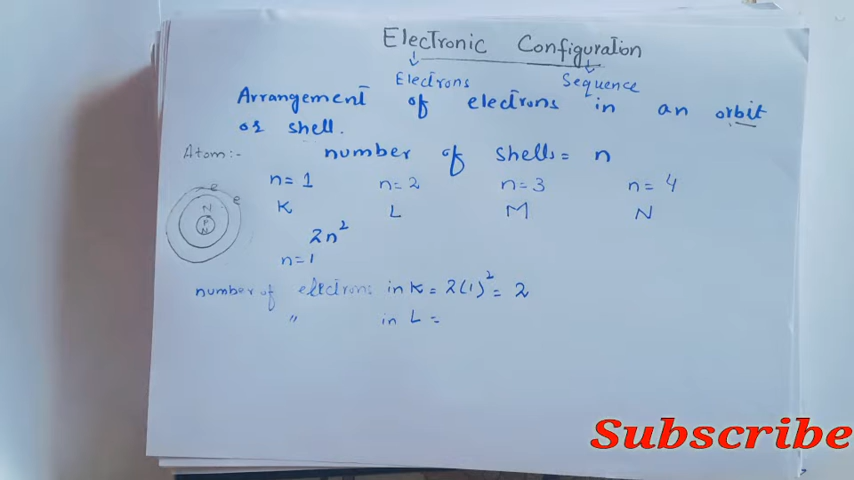 Electronic Configuration
Electrons Sequence
Arrangement of electrons in an orbit
or shell.
Atom:- number of shells = n
n = 1 n = 2 n = 3 n = 4
K L M N
e
e
N
P
N
2n²
n = 1
number of electrons in K = 2(1)² = 2
" in L =
Subscribe